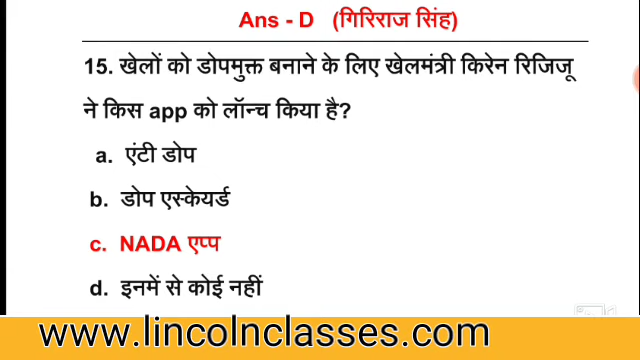 Ans - D (गिरिराज सिंह)
15. खेलों को डोपमुक्त बनाने के लिए खेलमंत्री किरेन रिजिजू
ने किस app को लॉन्च किया है?
a. एंटी डोप
b. डोप एस्केयर्ड
c. NADA एप्प
d. इनमें से कोई नहीं
www.lincolnclasses.com